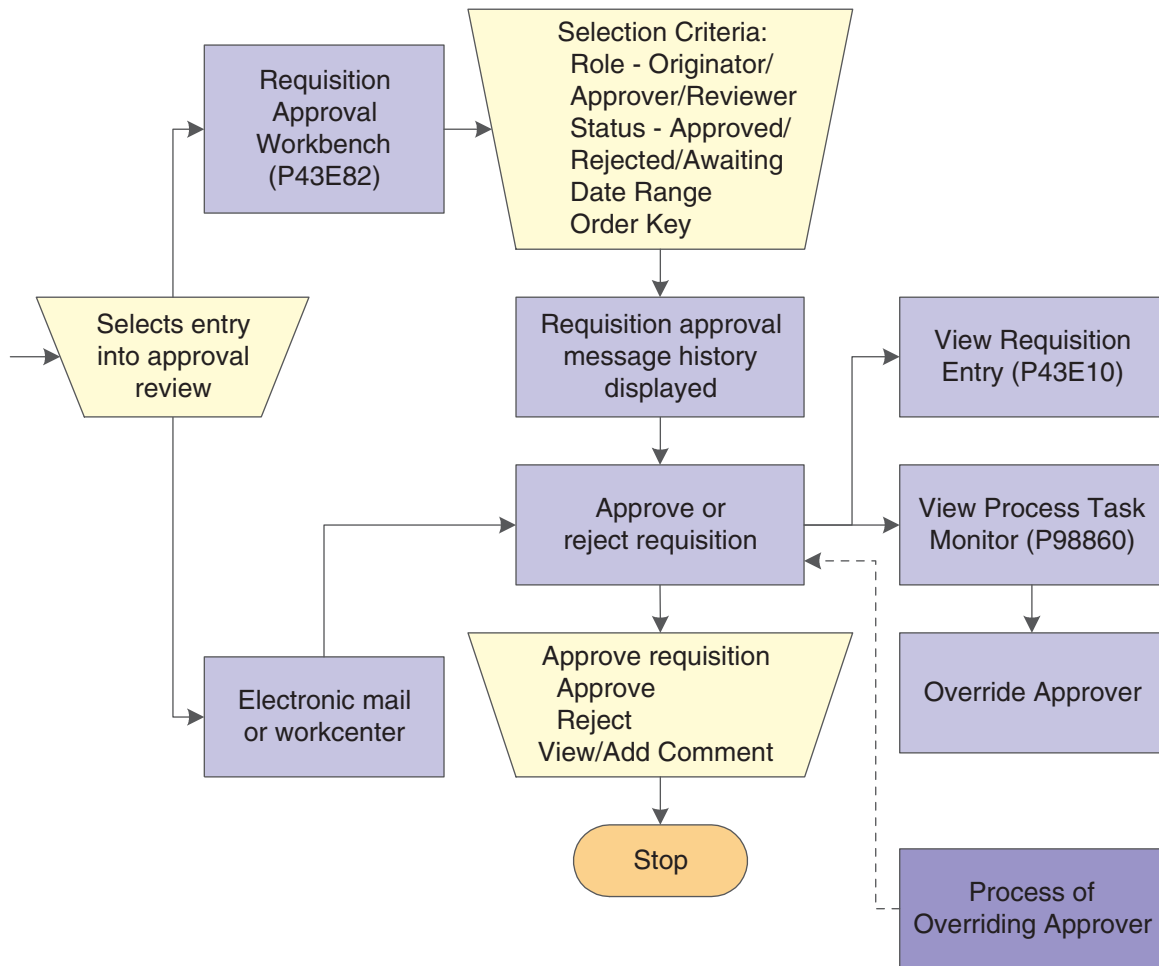 Requisition
Approval
Workbench
(P43E82)
Selection Criteria:
Role - Originator/
Approver/Reviewer
Status - Approved/
Rejected/Awaiting
Date Range
Order Key
Selects entry
into approval
review
Requisition approval
message history
displayed
View Requisition
Entry (P43E10)
Approve or
reject requisition
View Process Task
Monitor (P98860)
Electronic mail
or workcenter
Approve requisition
Approve
Reject
View/Add Comment
Override Approver
Stop
Process of
Overriding Approver